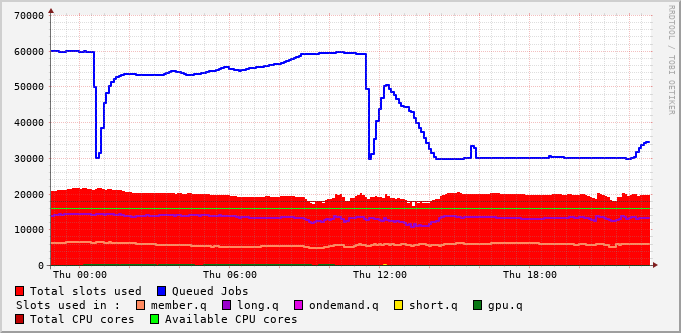 RRDTOOL / TOBI OETIKER
70000
60000
50000
40000
30000
20000
10000
0
Thu 00:00 Thu 06:00 Thu 12:00 Thu 18:00
Total slots used Queued Jobs
Slots used in : member.q long.q ondemand.q short.q gpu.q
Total CPU cores Available CPU cores